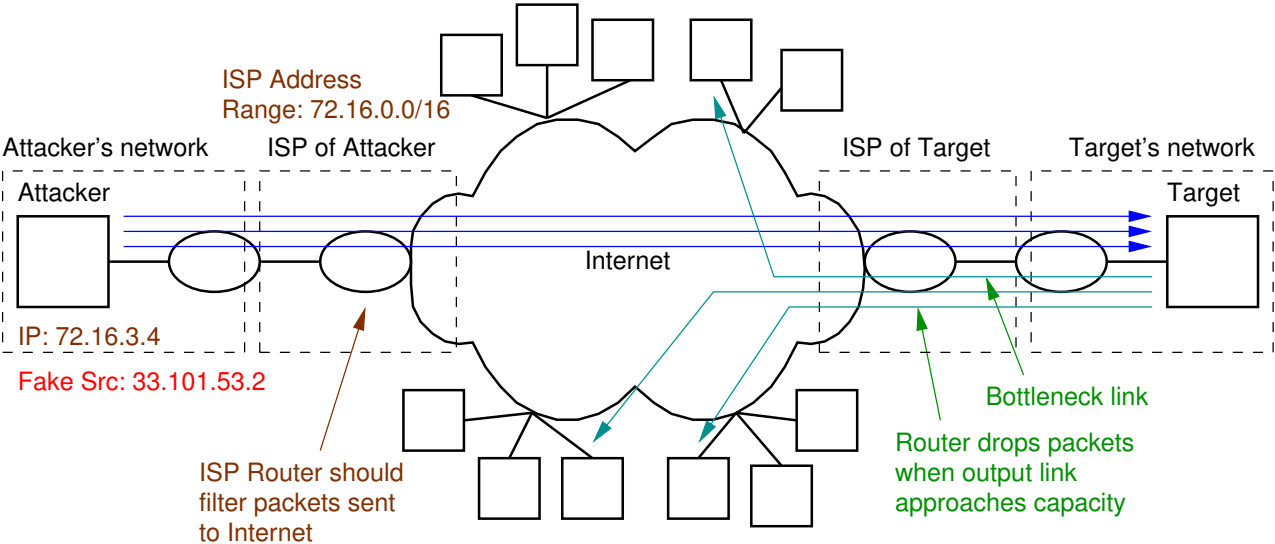 ISP Address
Range: 72.16.0.0/16
Attacker's network
ISP of Attacker
ISP of Target
Target's network
Attacker
Target
Internet
IP: 72.16.3.4
Fake Src: 33.101.53.2
Bottleneck link
Router drops packets
when output link
approaches capacity
ISP Router should
filter packets sent
to Internet